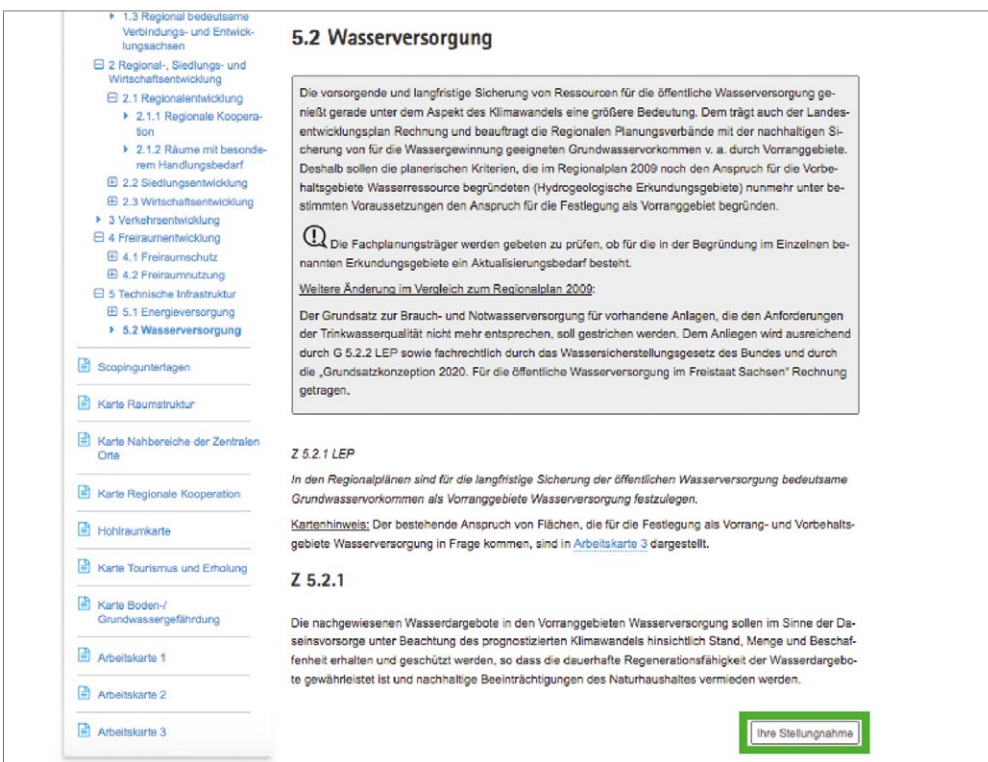 1.3 Regional bedeutsame
Verbindungs- und Entwick-
lungsachsen
2 Regional-, Siedlungs- und
Wirtschaftsentwicklung
2.1 Regionalentwicklung
2.1.1 Regionale Koopera-
tion
2.1.2 Räume mit besonde-
rem Handlungsbedarf
2.2 Siedlungsentwicklung
2.3 Wirtschaftsentwicklung
3 Verkehrsentwicklung
4 Freiraumentwicklung
4.1 Freiraumschutz
4.2 Freiraumnutzung
5 Technische Infrastruktur
5.1 Energieversorgung
5.2 Wasserversorgung
Scopingunterlagen
Karte Raumstruktur
Karte Nahbereiche der Zentralen
Orte
Karte Regionale Kooperation
Hohlraumkarte
Karte Tourismus und Erholung
Karte Boden-/
Grundwassergefährdung
Arbeitskarte 1
Arbeitskarte 2
Arbeitskarte 3
5.2 Wasserversorgung
Die vorsorgende und langfristige Sicherung von Ressourcen für die öffentliche Wasserversorgung ge-
nießt gerade unter dem Aspekt des Klimawandels eine größere Bedeutung. Dem trägt auch der Landes-
entwicklungsplan Rechnung und beauftragt die Regionalen Planungsverbände mit der nachhaltigen Si-
cherung von für die Wassergewinnung geeigneten Grundwasservorkommen v. a. durch Vorranggebiete.
Deshalb sollen die planerischen Kriterien, die im Regionalplan 2009 noch den Anspruch für die Vorbe-
haltsgebiete Wasserressource begründeten (Hydrogeologische Erkundungsgebiete) nunmehr unter be-
stimmten Voraussetzungen den Anspruch für die Festlegung als Vorranggebiet begründen.
Die Fachplanungsträger werden gebeten zu prüfen, ob für die in der Begründung im Einzelnen be-
nannten Erkundungsgebiete ein Aktualisierungsbedarf besteht.
Weitere Änderung im Vergleich zum Regionalplan 2009:
Der Grundsatz zur Brauch- und Notwasserversorgung für vorhandene Anlagen, die den Anforderungen
der Trinkwasserqualität nicht mehr entsprechen, soll gestrichen werden. Dem Anliegen wird ausreichend
durch G 5.2.2 LEP sowie fachrechtlich durch das Wassersicherstellungsgesetz des Bundes und durch
die „Grundsatzkonzeption 2020. Für die öffentliche Wasserversorgung im Freistaat Sachsen" Rechnung
getragen.
Z 5.2.1 LEP
In den Regionalplänen sind für die langfristige Sicherung der öffentlichen Wasserversorgung bedeutsame
Grundwasservorkommen als Vorranggebiete Wasserversorgung festzulegen.
Kartenhinweis: Der bestehende Anspruch von Flächen, die für die Festlegung als Vorrang- und Vorbehalts-
gebiete Wasserversorgung in Frage kommen, sind in Arbeitskarte 3 dargestellt.
Z 5.2.1
Die nachgewiesenen Wasserdargebote in den Vorranggebieten Wasserversorgung sollen im Sinne der Da-
seinsvorsorge unter Beachtung des prognostizierten Klimawandels hinsichtlich Stand, Menge und Beschaf-
fenheit erhalten und geschützt werden, so dass die dauerhafte Regenerationsfähigkeit der Wasserdargebo-
te gewährleistet ist und nachhaltige Beeinträchtigungen des Naturhaushaltes vermieden werden.
Ihre Stellungnahme